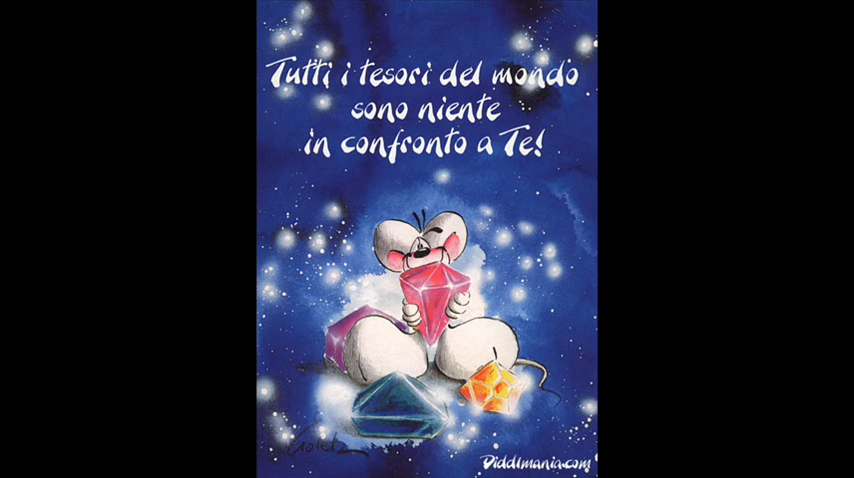 Tutti i tesori del mondo
sono niente
in confronto a Te!
Diddlmania.com